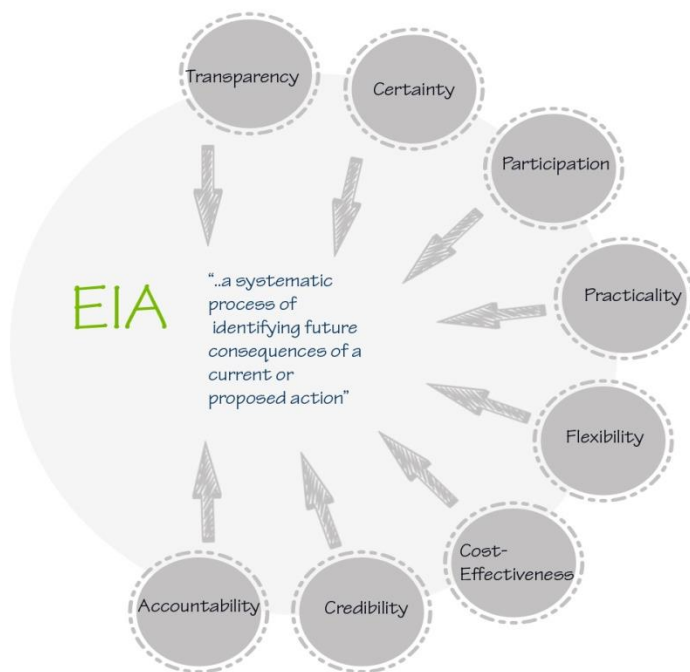 Transparency
Certainty
Participation
Practicality
EIA
"..a systematic
process of
identifying future
consequences of a
current or
proposed action"
Flexibility
Cost-
Effectiveness
Credibility
Accountability